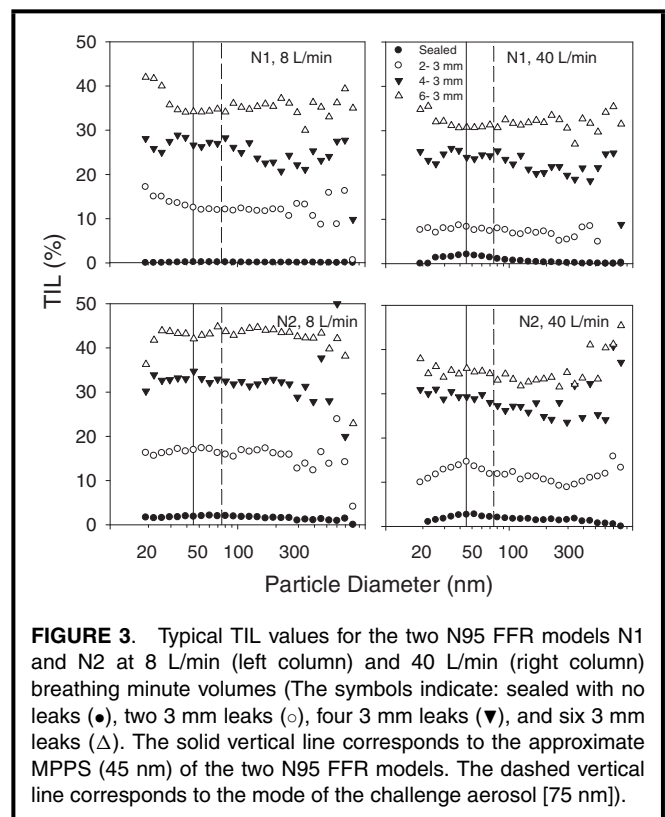 50
40
30
20
10
0
N1, 8 L/min
Sealed
2- 3 mm
4- 3 mm
6- 3 mm
N1, 40 L/min
TIL (%)
50
40
30
20
10
0
N2, 8 L/min
N2, 40 L/min
20 50 100 300
20 50 100 300
Particle Diameter (nm)
FIGURE 3. Typical TIL values for the two N95 FFR models N1
and N2 at 8 L/min (left column) and 40 L/min (right column)
breathing minute volumes (The symbols indicate: sealed with no
leaks (●), two 3 mm leaks (○), four 3 mm leaks (▼), and six 3 mm
leaks (△). The solid vertical line corresponds to the approximate
MPPS (45 nm) of the two N95 FFR models. The dashed vertical
line corresponds to the mode of the challenge aerosol [75 nm]).